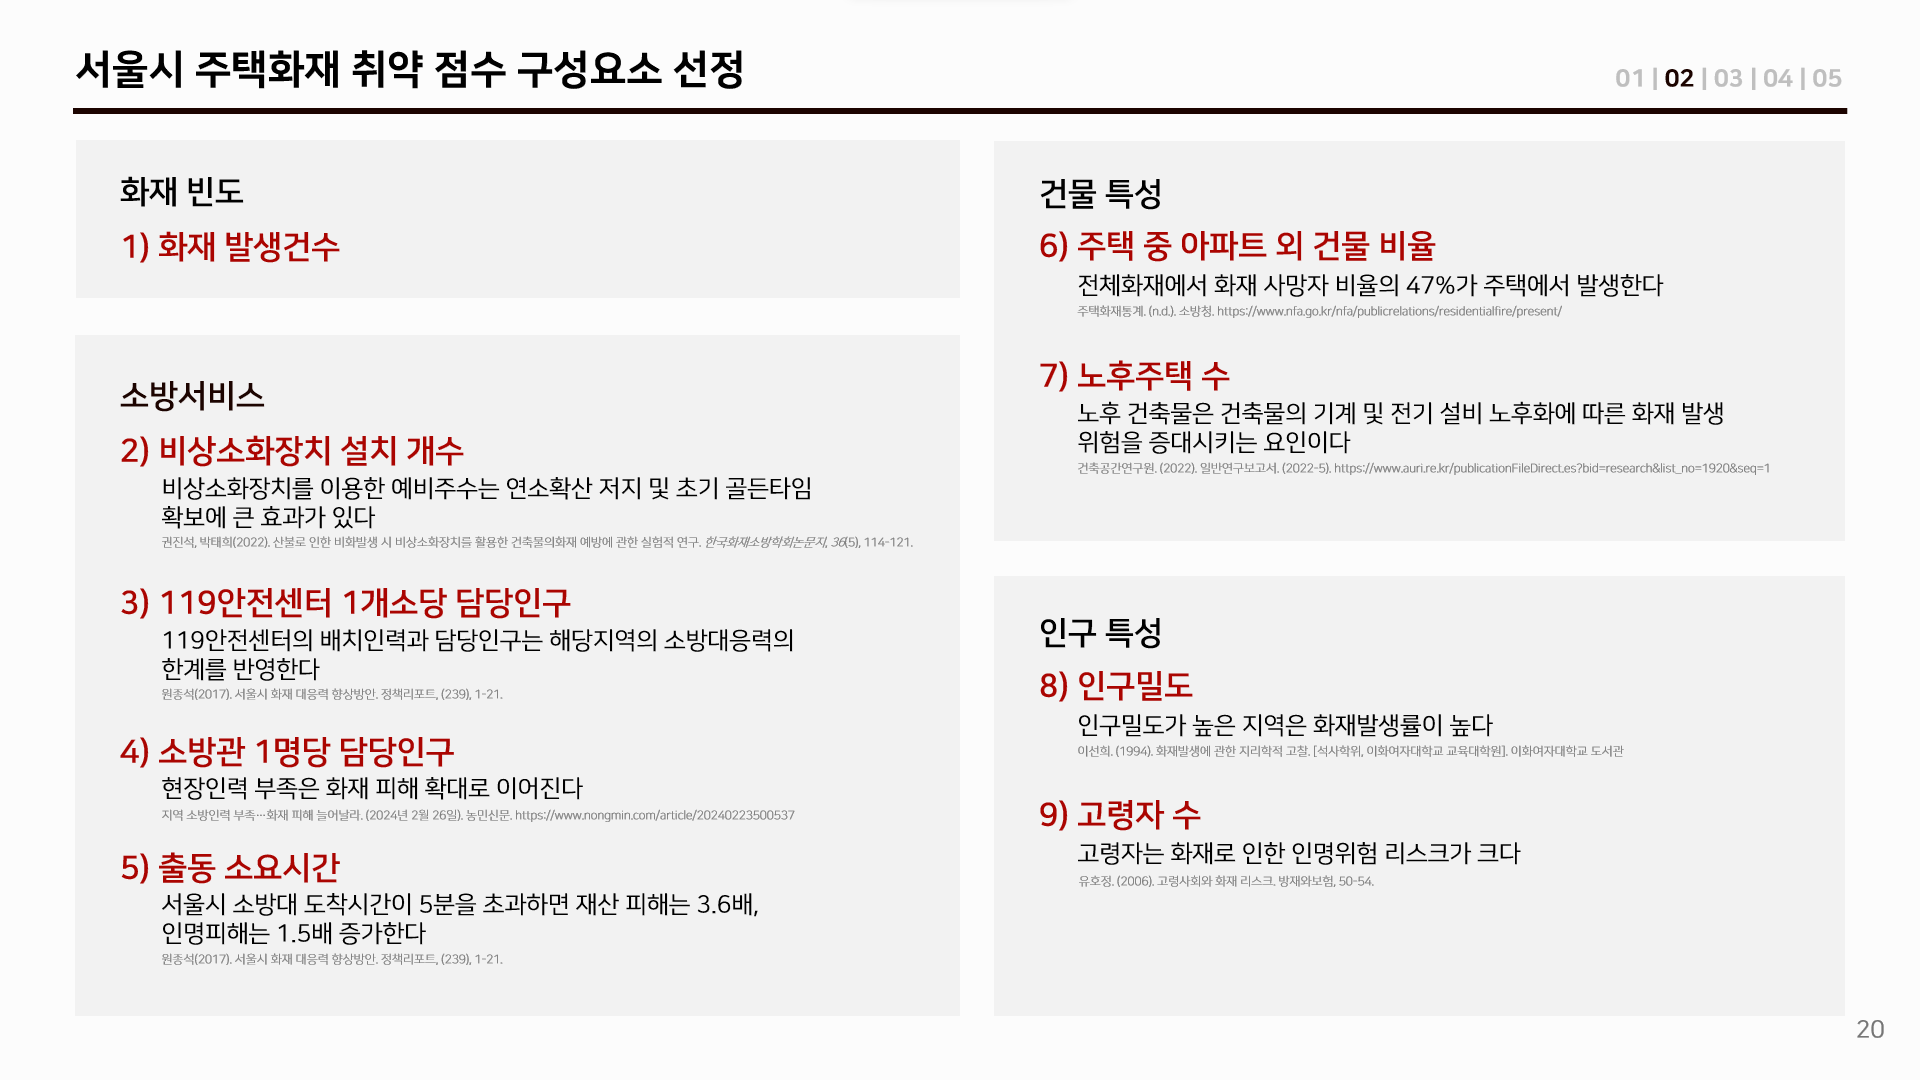 서울시 주택화재 취약 점수 구성요소 선정
01 | 02 | 03 | 04 | 05
화재 빈도
1) 화재 발생건수
소방서비스
2) 비상소화장치 설치 개수
비상소화장치를 이용한 예비주수는 연소확산 저지 및 초기 골든타임
확보에 큰 효과가 있다
권진석, 박태희(2022). 산불로 인한 비화발생 시 비상소화장치를 활용한 건축물의화재 예방에 관한 실험적 연구. 한국화재소방학회논문지, 36(5), 114-121.
3) 119안전센터 1개소당 담당인구
119안전센터의 배치인력과 담당인구는 해당지역의 소방대응력의
한계를 반영한다
원종석(2017). 서울시 화재 대응력 향상방안. 정책리포트, (239), 1-21.
4) 소방관 1명당 담당인구
현장인력 부족은 화재 피해 확대로 이어진다
지역 소방인력 부족…화재 피해 늘어날라. (2024년 2월 26일). 농민신문. https://www.nongmin.com/article/20240223500537
5) 출동 소요시간
서울시 소방대 도착시간이 5분을 초과하면 재산 피해는 3.6배,
인명피해는 1.5배 증가한다
원종석(2017). 서울시 화재 대응력 향상방안. 정책리포트, (239), 1-21.
건물 특성
6) 주택 중 아파트 외 건물 비율
전체화재에서 화재 사망자 비율의 47%가 주택에서 발생한다
주택화재통계. (n.d.). 소방청. https://www.nfa.go.kr/nfa/publicrelations/residentialfire/present/
7) 노후주택 수
노후 건축물은 건축물의 기계 및 전기 설비 노후화에 따른 화재 발생
위험을 증대시키는 요인이다
건축공간연구원. (2022). 일반연구보고서. (2022-5). https://www.auri.re.kr/publicationFileDirect.es?bid=research&list_no=1920&seq=1
인구 특성
8) 인구밀도
인구밀도가 높은 지역은 화재발생률이 높다
이선희. (1994). 화재발생에 관한 지리학적 고찰. [석사학위, 이화여자대학교 교육대학원]. 이화여자대학교 도서관
9) 고령자 수
고령자는 화재로 인한 인명위험 리스크가 크다
유호정. (2006). 고령사회와 화재 리스크. 방재와보험, 50-54.
20